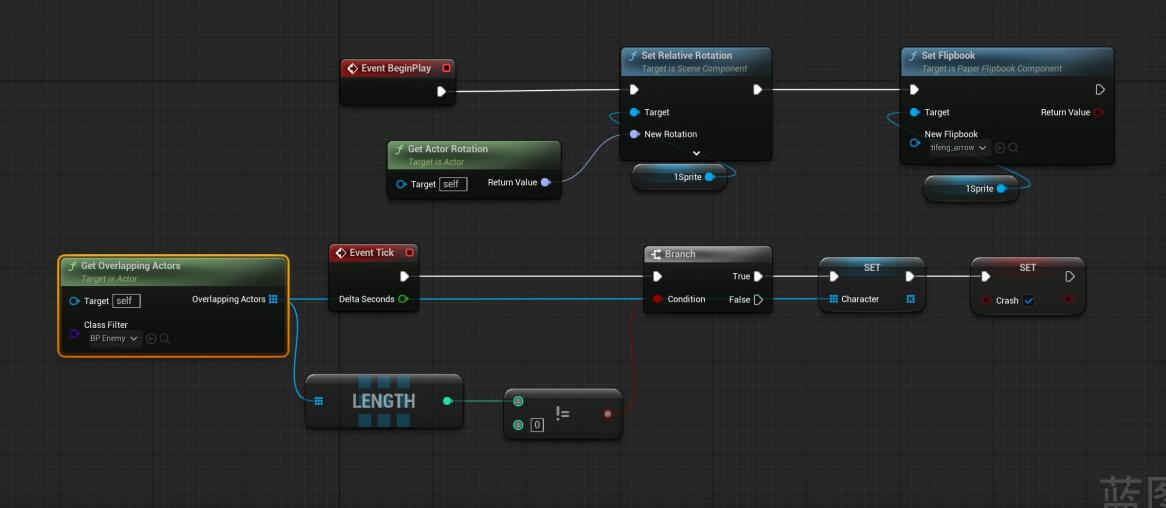 Event BeginPlay
Set Relative Rotation
Target is Scene Component
Target
New Rotation
Set Flipbook
Target is Paper Flipbook Component
Target
Return Value
New Flipbook
tifeng_arrow
Get Actor Rotation
Target is Actor
Target self
Return Value
1Sprite
1Sprite
Get Overlapping Actors
Target is Actor
Target self
Overlapping Actors
Class Filter
BP Enemy
Event Tick
Delta Seconds
Branch
True
Condition
False
SET
Character
SET
Crash
LENGTH
!=
0
蓝图